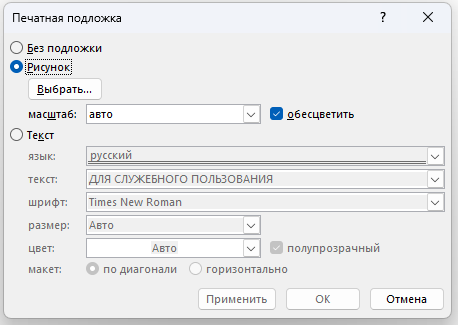 Печатная подложка
Без подложки
Рисунок
Выбрать...
масштаб: авто обесцветить
Текст
язык: русский
текст: ДЛЯ СЛУЖЕБНОГО ПОЛЬЗОВАНИЯ
шрифт: Times New Roman
размер: Авто
цвет: Авто полупрозрачный
макет: по диагонали горизонтально
Применить ОК Отмена